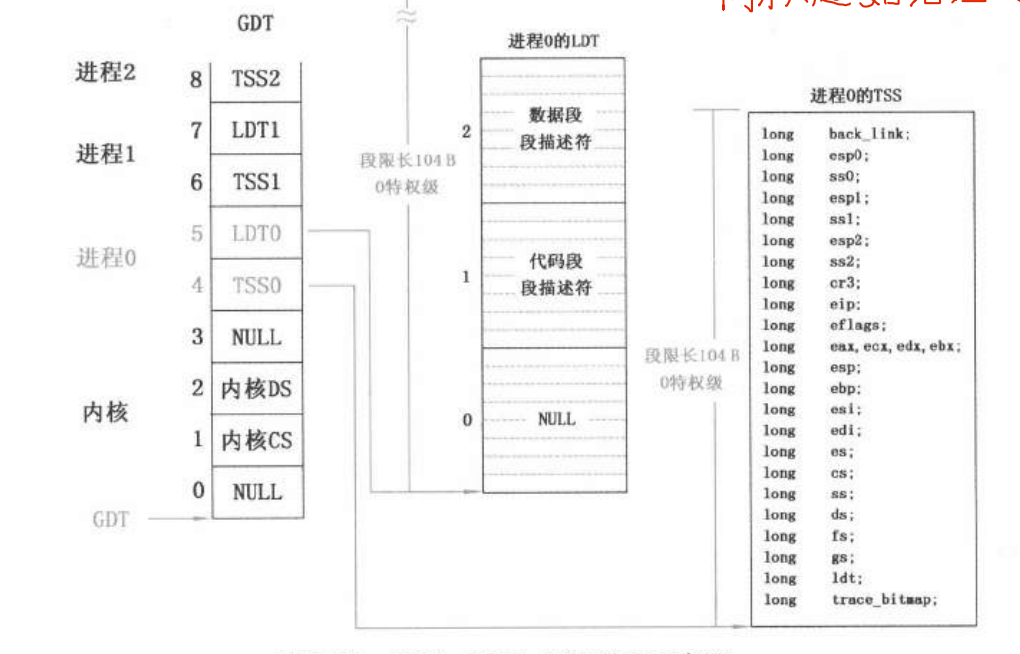 GDT
进程2
8 TSS2
7 LDT1
进程1
6 TSS1
5 LDT0
进程0
4 TSS0
3 NULL
2 内核DS
内核
1 内核CS
0 NULL
GDT
段限长104B
0特权级
进程0的LDT
2
数据段
段描述符
1
代码段
段描述符
0
NULL
段限长104B
0特权级
进程0的TSS
long back_link;
long esp0;
long ss0;
long esp1;
long ss1;
long esp2;
long ss2;
long cr3;
long eip;
long eflags;
long eax,ecx,edx,ebx;
long esp;
long ebp;
long esi;
long edi;
long es;
long cs;
long ss;
long ds;
long fs;
long gs;
long ldt;
long trace_bitmap;